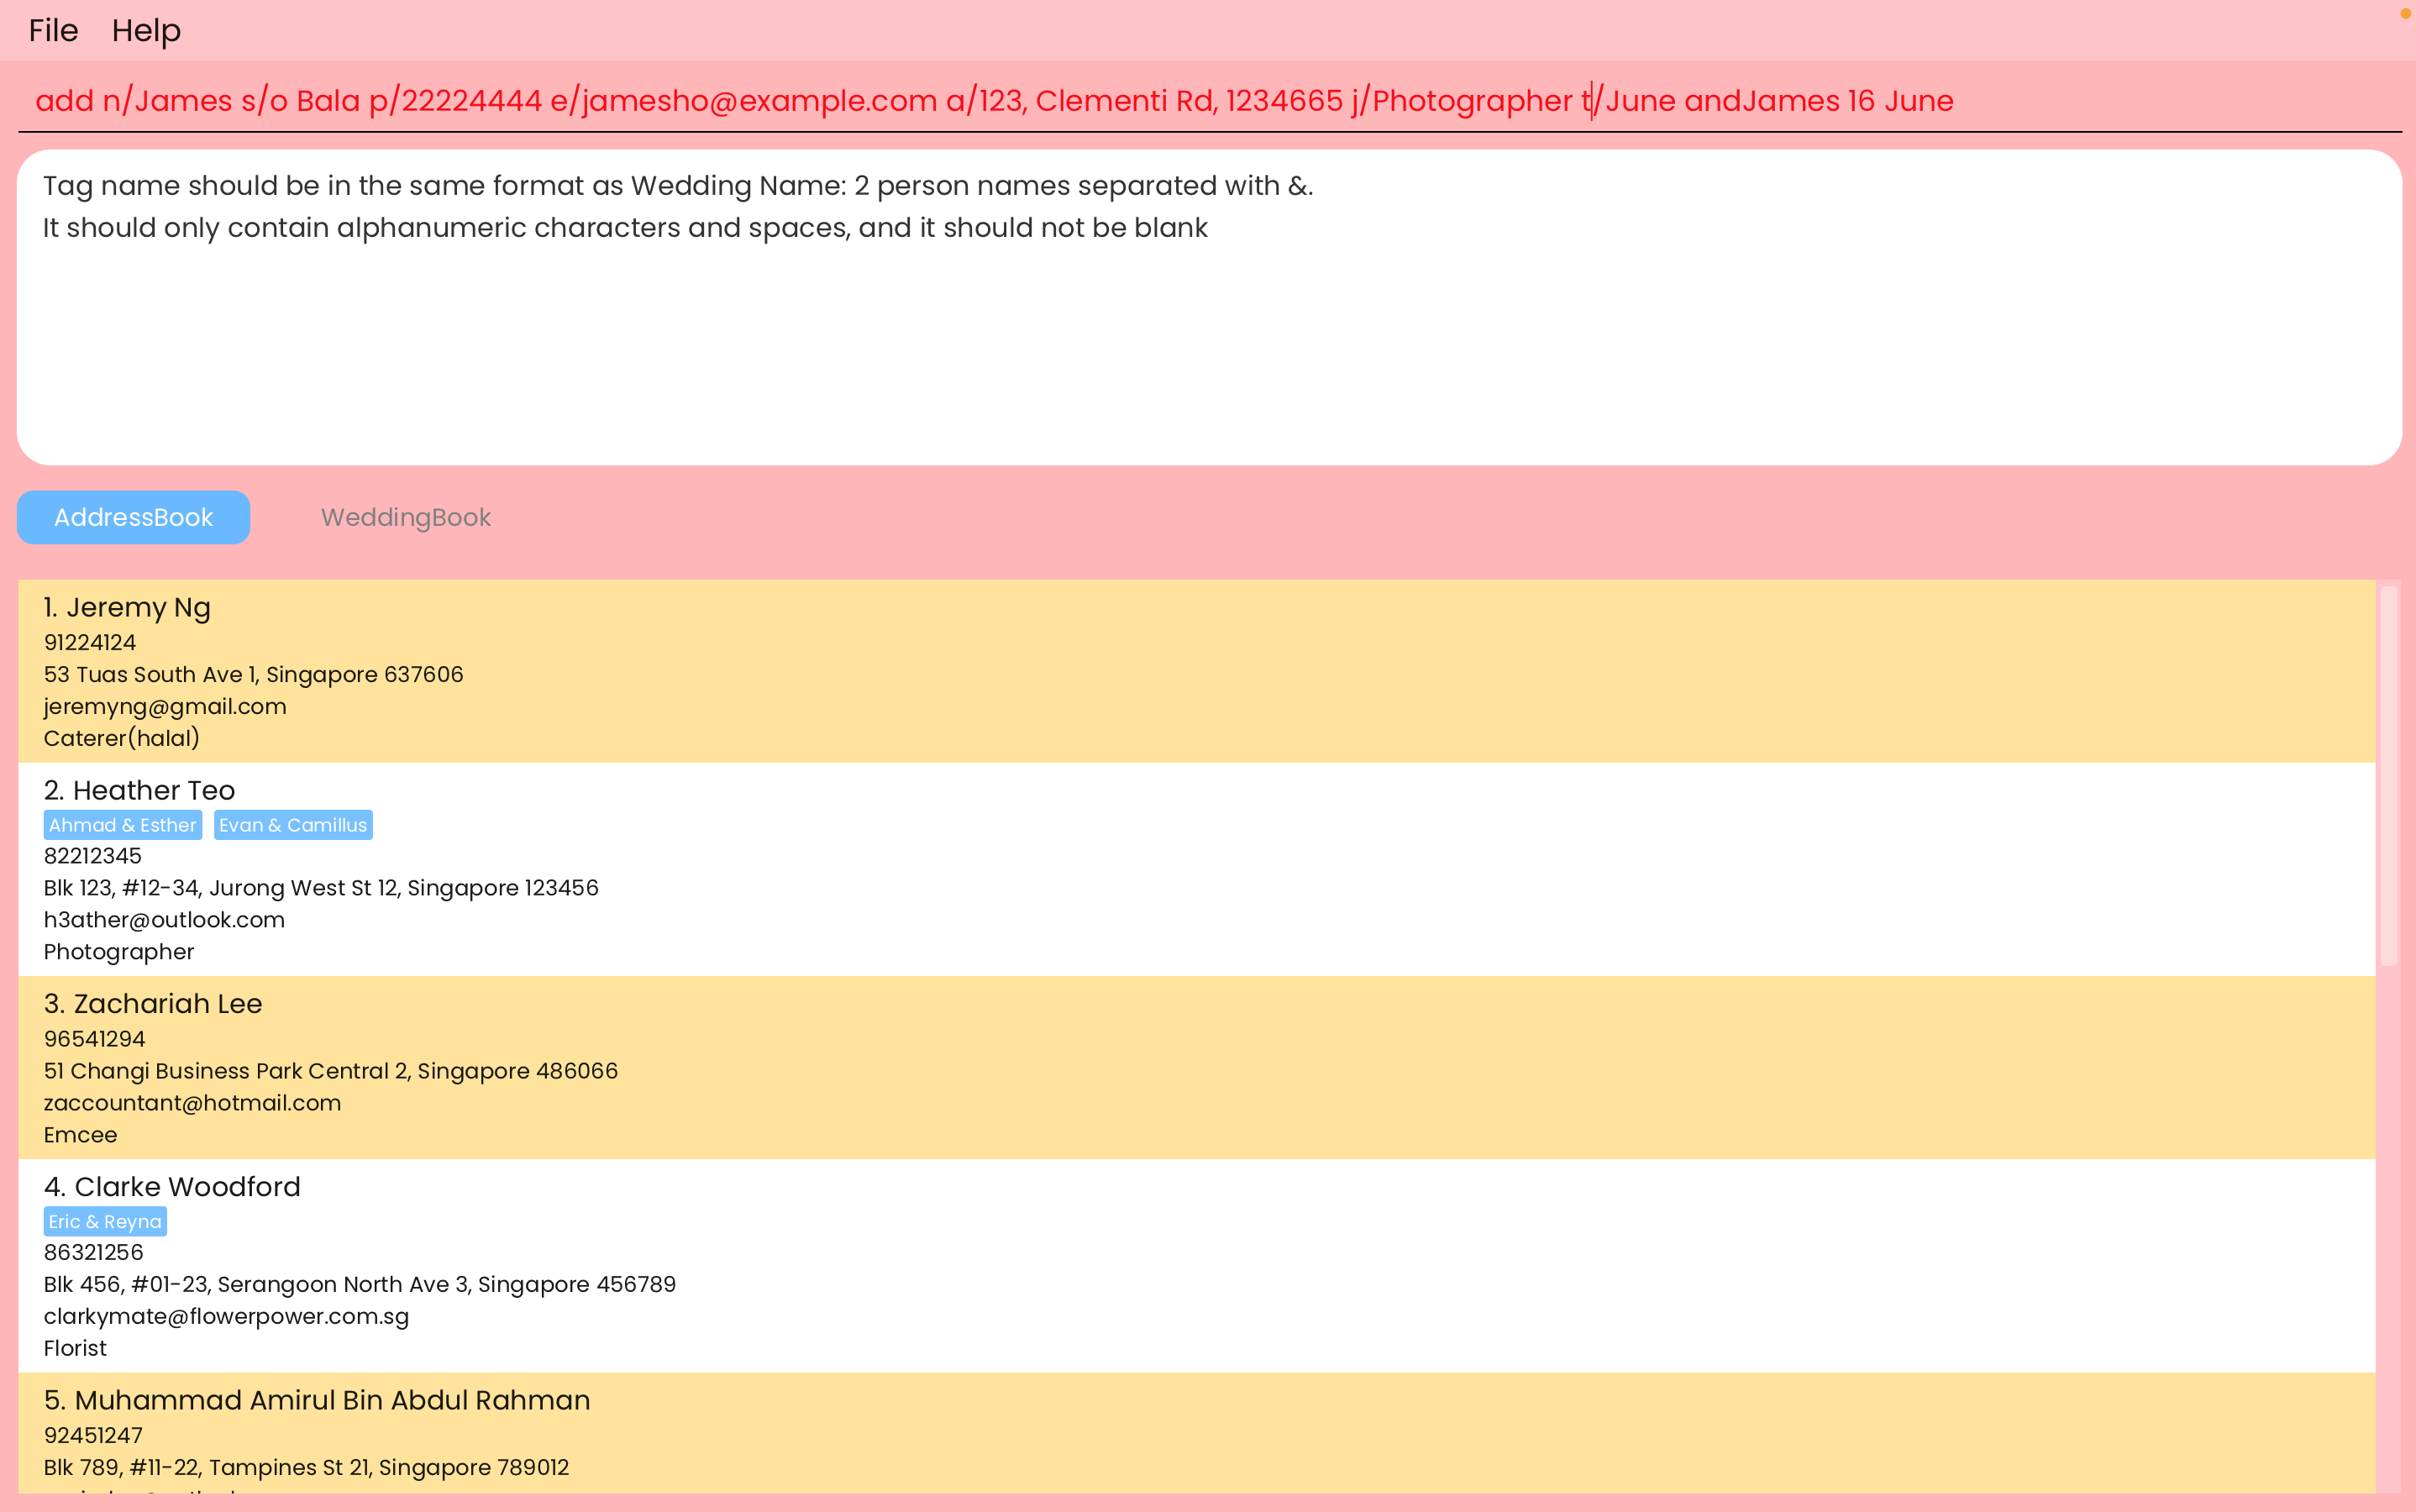 File Help
add n/James s/o Bala p/22224444 e/jamesho@example.com a/123, Clementi Rd, 1234665 j/Photographer t/June andJames 16 June
Tag name should be in the same format as Wedding Name: 2 person names separated with &.
It should only contain alphanumeric characters and spaces, and it should not be blank
AddressBook WeddingBook
1. Jeremy Ng
91224124
53 Tuas South Ave 1, Singapore 637606
jeremyng@gmail.com
Caterer(halal)
2. Heather Teo
Ahmad & Esther Evan & Camillus
82212345
Blk 123, #12-34, Jurong West St 12, Singapore 123456
h3ather@outlook.com
Photographer
3. Zachariah Lee
96541294
51 Changi Business Park Central 2, Singapore 486066
zaccountant@hotmail.com
Emcee
4. Clarke Woodford
Eric & Reyna
86321256
Blk 456, #01-23, Serangoon North Ave 3, Singapore 456789
clarkymate@flowerpower.com.sg
Florist
5. Muhammad Amirul Bin Abdul Rahman
92451247
Blk 789, #11-22, Tampines St 21, Singapore 789012